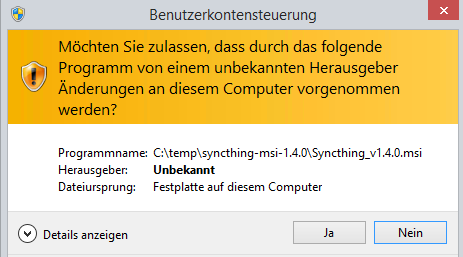 Benutzerkontensteuerung
Möchten Sie zulassen, dass durch das folgende
Programm von einem unbekannten Herausgeber
Änderungen an diesem Computer vorgenommen
werden?
Programmname: C:\temp\syncthing-msi-1.4.0\Syncthing_v1.4.0.msi
Herausgeber: Unbekannt
Dateiursprung: Festplatte auf diesem Computer
Details anzeigen
Ja
Nein